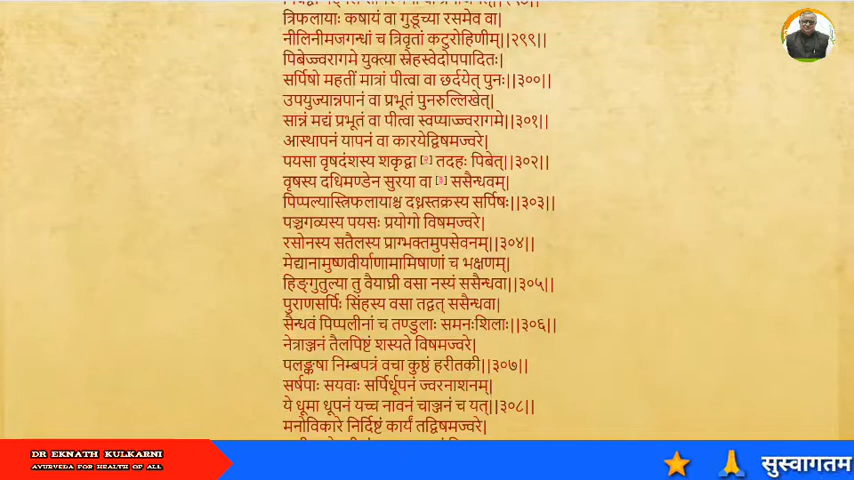 त्रिफलायाः कषायं वा गुडूच्या रसमेव वा|
नीलिनीमजगन्धां च त्रिवृतां कटुरोहिणीम्||२९९||
पिबेज्ज्वरागमे युक्त्या स्नेहस्वेदोपपादितः|
सर्पिषो महतीं मात्रां पीत्वा वा छर्दयेत् पुनः||३००||
उपयुज्यान्नपानं वा प्रभूतं पुनरुल्लिखेत्|
सान्नं मद्यं प्रभूतं वा पीत्वा स्वप्याज्ज्वरागमे||३०१||
आस्थापनं यापनं वा कारयेद्विषमज्वरे|
पयसा वृषदंशस्य शकृद्वा तदहः पिबेत्||३०२||
वृषस्य दधिमण्डेन सुरया वा ससैन्धवम्|
पिप्पल्यास्त्रिफलायाश्च दध्नस्तक्रस्य सर्पिषः||३०३||
पञ्चगव्यस्य पयसः प्रयोगो विषमज्वरे|
रसोनस्य सतैलस्य प्राग्भक्तमुपसेवनम्||३०४||
मेद्यानामुष्णवीर्याणामामिषाणां च भक्षणम्|
हिङ्गुतुल्या तु वैयाघ्री वसा नस्यं ससैन्धवा||३०५||
पुराणसर्पिः सिंहस्य वसा तद्वत् ससैन्धवा|
सैन्धवं पिप्पलीनां च तण्डुलाः समनःशिलाः||३०६||
नेत्राञ्जनं तैलपिष्टं शस्यते विषमज्वरे|
पलङ्कषा निम्बपत्रं वचा कुष्ठं हरीतकी||३०७||
सर्षपाः सयवाः सर्पिर्धूपनं ज्वरनाशनम्|
ये धूमा धूपनं यच्च नावनं चाञ्जनं च यत्||३०८||
मनोविकारे निर्दिष्टं कार्यं तद्विषमज्वरे|
DR EKNATH KULKARNI
AYURVEDA FOR HEALTH OF ALL
सुस्वागतम